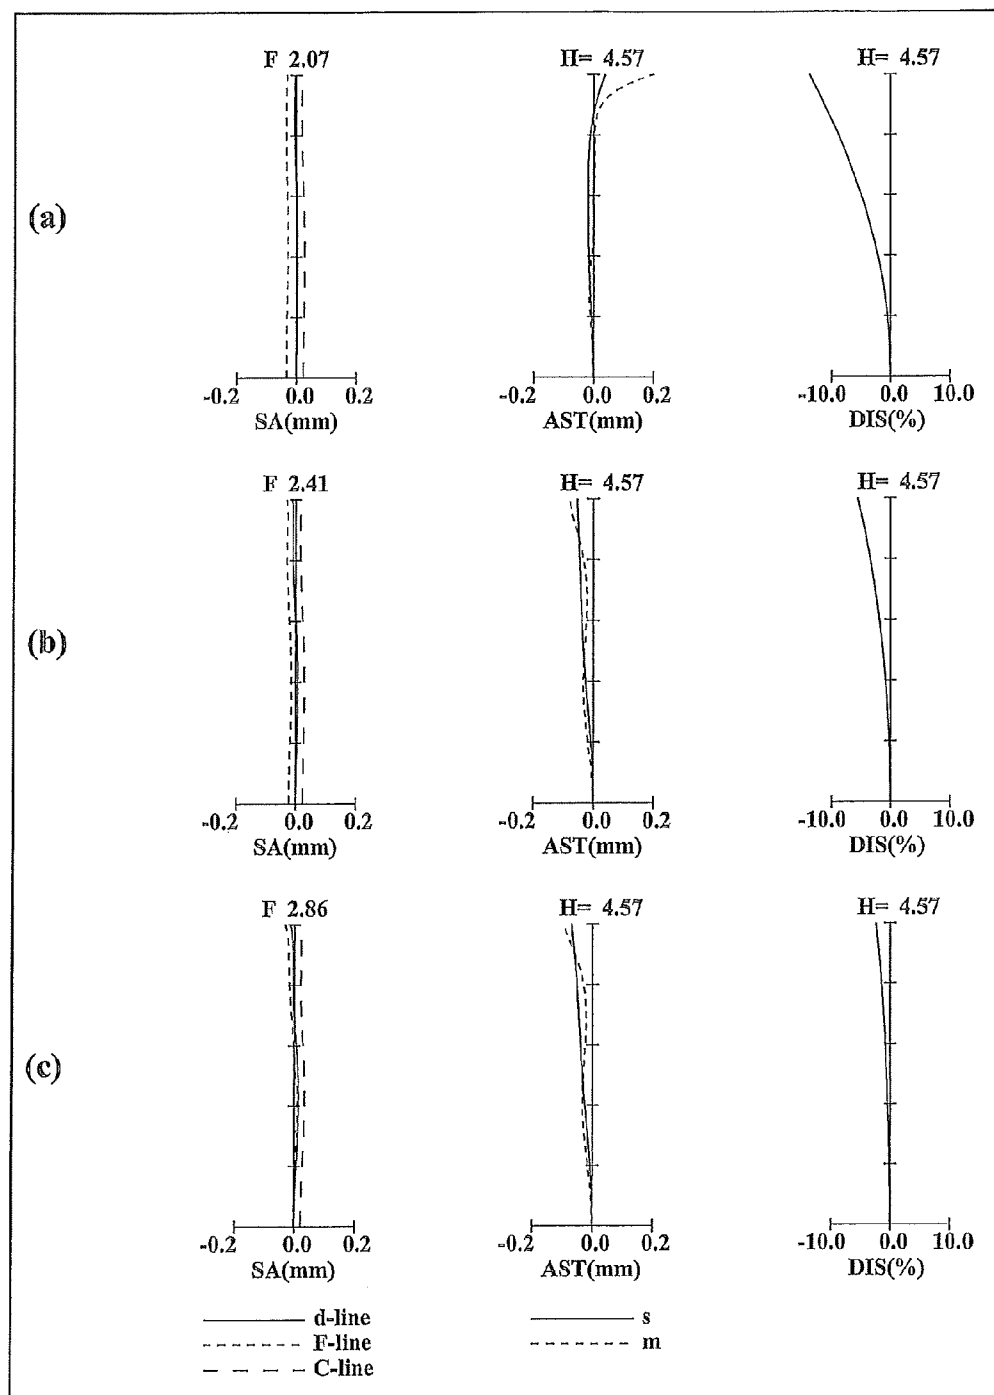 F 2.07 H= 4.57 H= 4.57
(a)
-0.2 0.0 0.2 -0.2 0.0 0.2 -10.0 0.0 10.0
SA(mm) AST(mm) DIS(%)
F 2.41 H= 4.57 H= 4.57
(b)
-0.2 0.0 0.2 -0.2 0.0 0.2 -10.0 0.0 10.0
SA(mm) AST(mm) DIS(%)
F 2.86 H= 4.57 H= 4.57
(c)
-0.2 0.0 0.2 -0.2 0.0 0.2 -10.0 0.0 10.0
SA(mm) AST(mm) DIS(%)
d-line s
F-line m
C-line